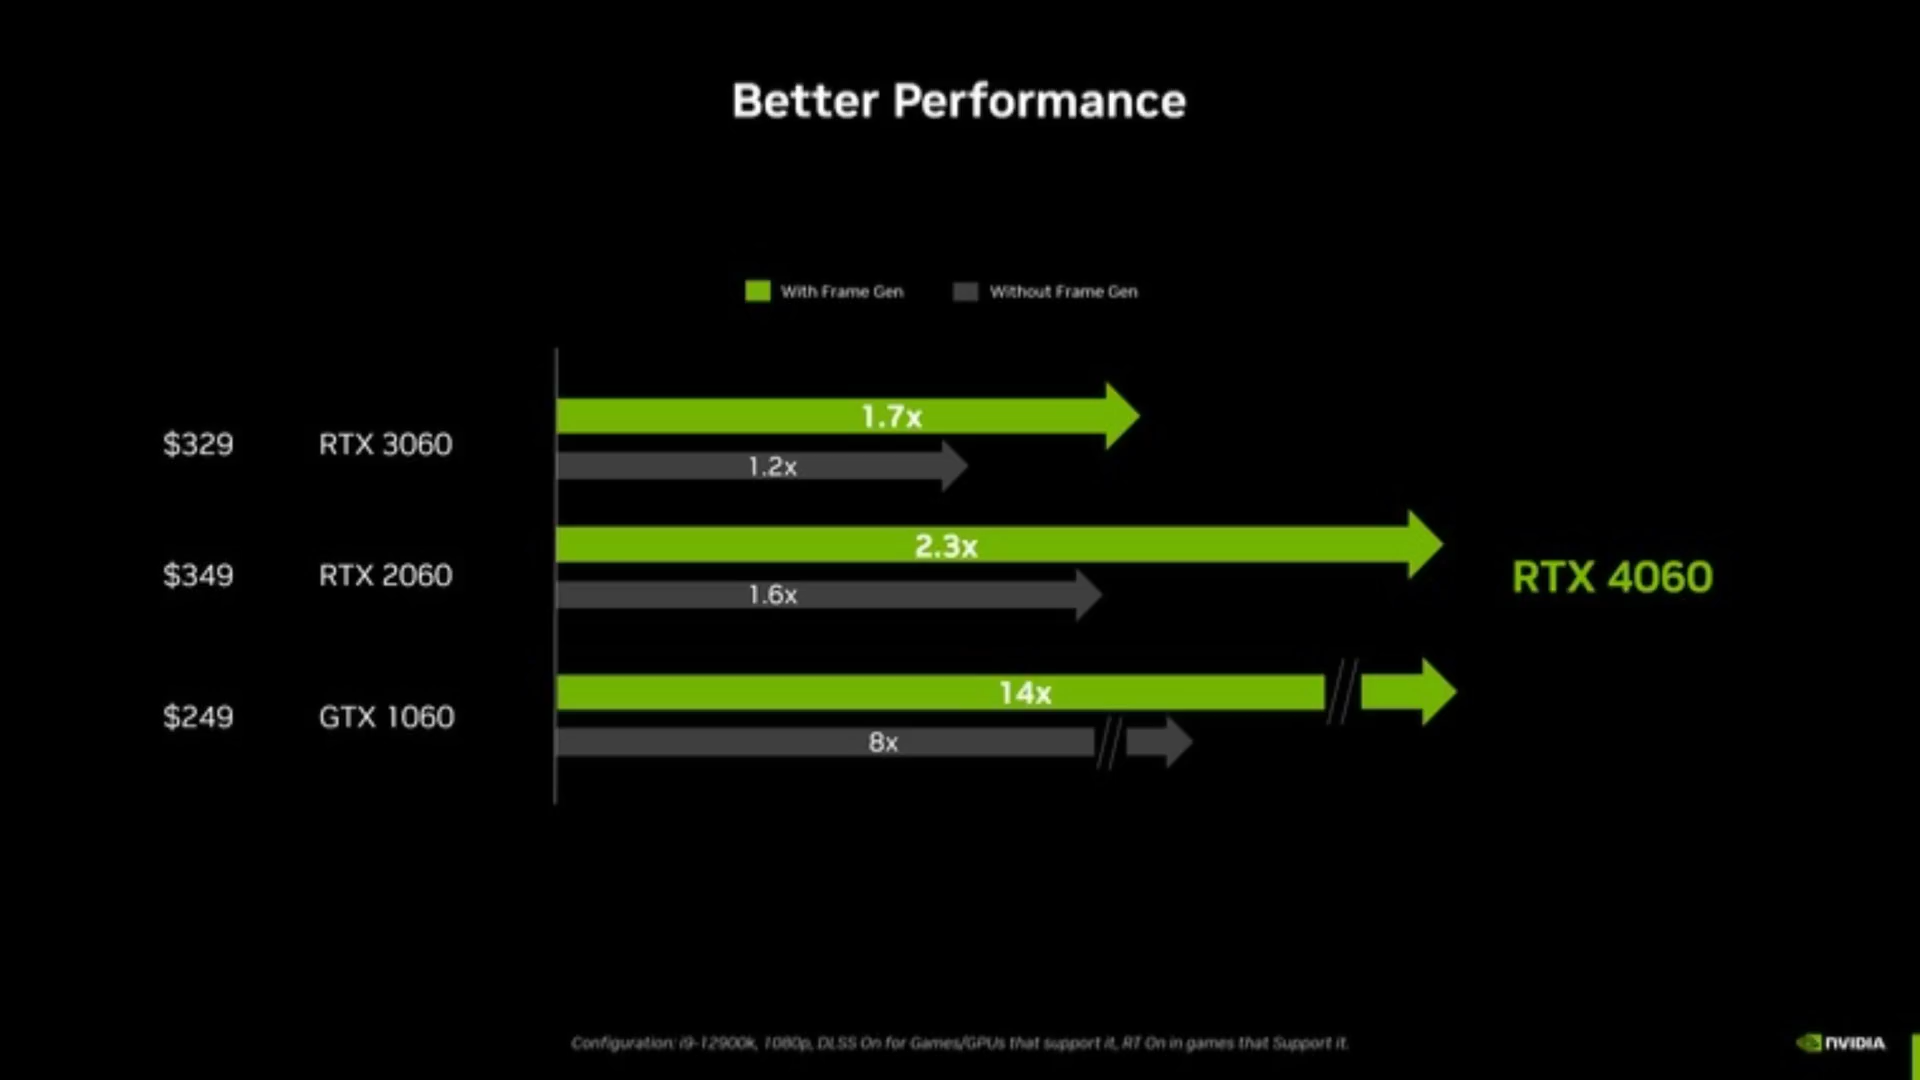 Better Performance
With Frame Gen Without Frame Gen
1.7x
$329 RTX 3060
1.2x
2.3x
$349 RTX 2060
1.6x
RTX 4060
14x
$249 GTX 1060
8x
Configuration: i9-12900k, 1080p, DLSS On for Games/GPUs that support it, RT On in games that Support it.
NVIDIA